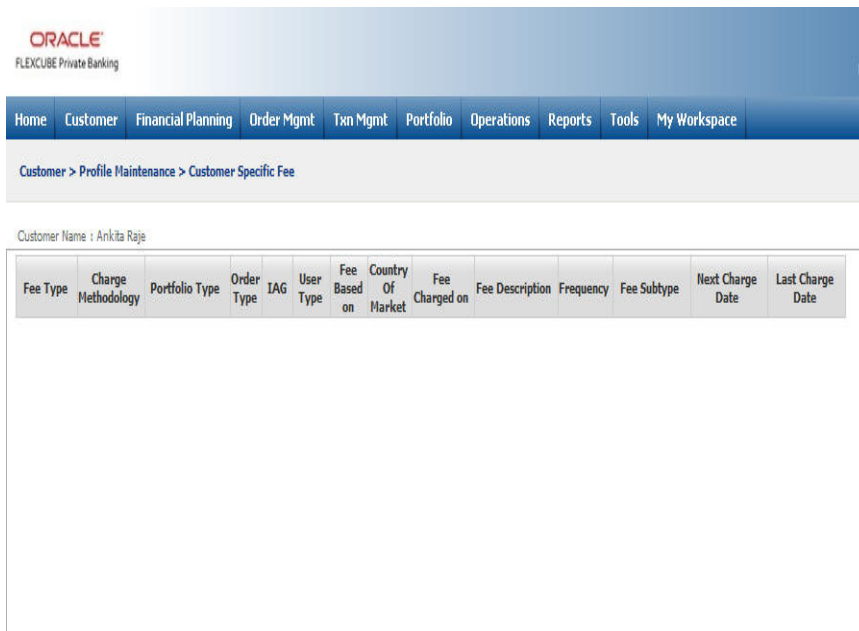 ORACLE
FLEXCUBE Private Banking
Home Customer Financial Planning Order Mgmt Txn Mgmt Portfolio Operations Reports Tools My Workspace
Customer > Profile Maintenance > Customer Specific Fee
Customer Name : Ankita Raje
Fee Type Charge Methodology Portfolio Type Order Type IAG User Type Fee Based on Country Of Market Fee Charged on Fee Description Frequency Fee Subtype Next Charge Date Last Charge Date